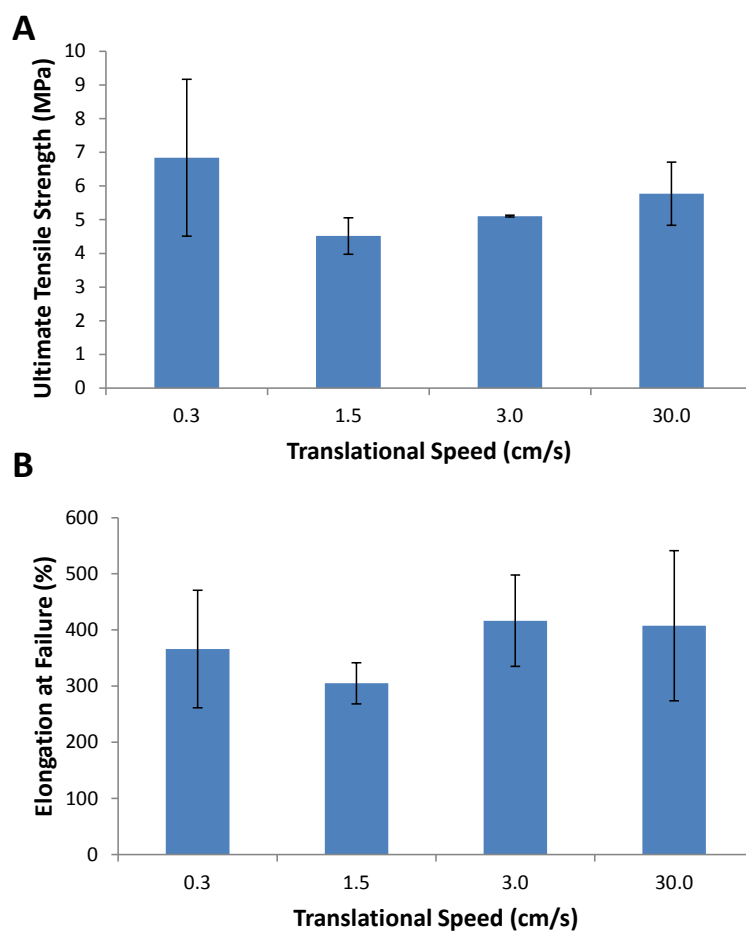 A
Ultimate Tensile Strength (MPa)
10
9
8
7
6
5
4
3
2
1
0
0.3 1.5 3.0 30.0
Translational Speed (cm/s)
B
Elongation at Failure (%)
600
500
400
300
200
100
0
0.3 1.5 3.0 30.0
Translational Speed (cm/s)